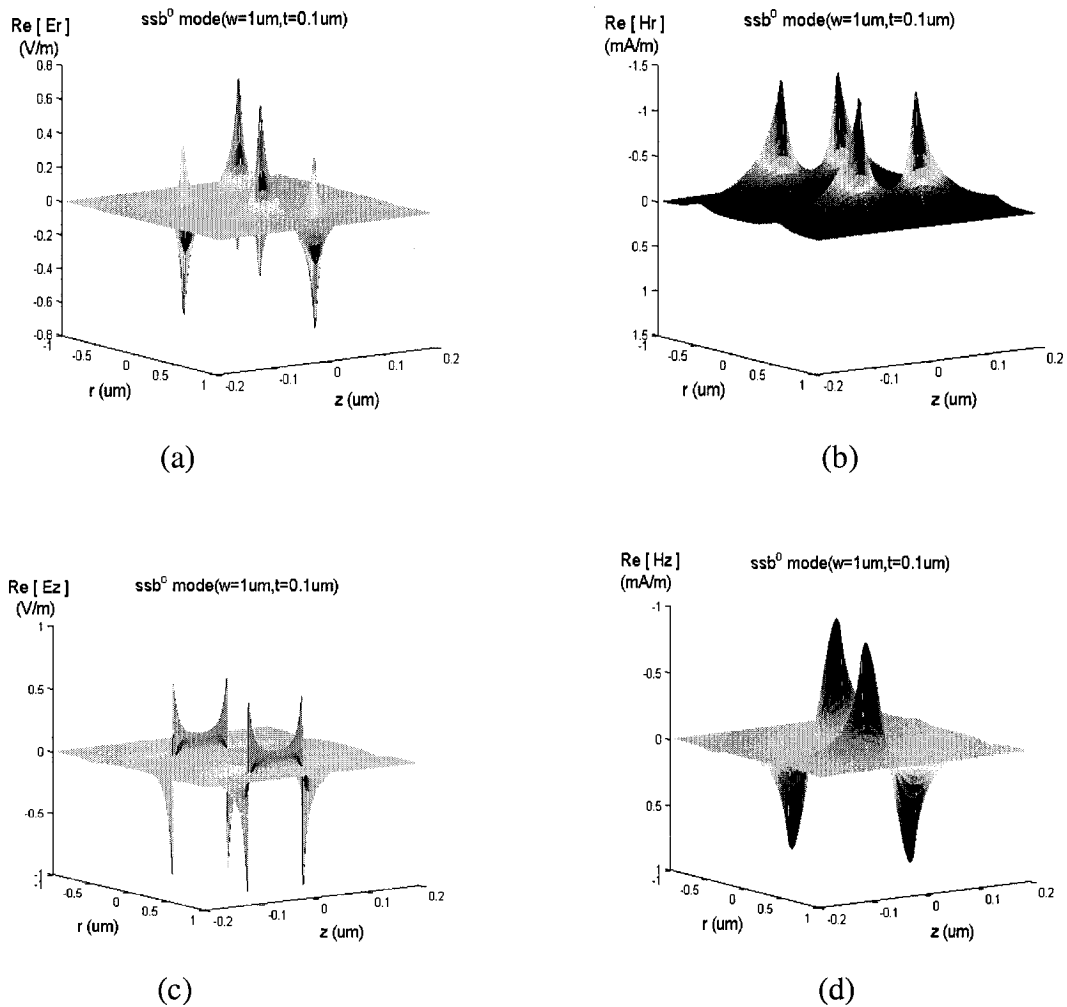 Re [ Er ]
(V/m)
ssb⁰ mode(w=1um,t=0.1um)
0.8
0.6
0.4
0.2
0
-0.2
-0.4
-0.6
-0.8
-1
-0.5
0
0.5
1
r (um)
-0.2
-0.1
0
0.1
0.2
z (um)
(a)
Re [ Hr ]
(mA/m)
ssb⁰ mode(w=1um,t=0.1um)
-1.5
-1
-0.5
0
0.5
1
1.5
-1
-0.5
0
0.5
1
r (um)
-0.2
-0.1
0
0.1
0.2
z (um)
(b)
Re [ Ez ]
(V/m)
ssb⁰ mode(w=1um,t=0.1um)
1
0.5
0
-0.5
-1
-1
-0.5
0
0.5
1
r (um)
-0.2
-0.1
0
0.1
0.2
z (um)
(c)
Re [ Hz ]
(mA/m)
ssb⁰ mode(w=1um,t=0.1um)
-1
-0.5
0
0.5
1
-1
-0.5
0
0.5
1
r (um)
-0.2
-0.1
0
0.1
0.2
z (um)
(d)